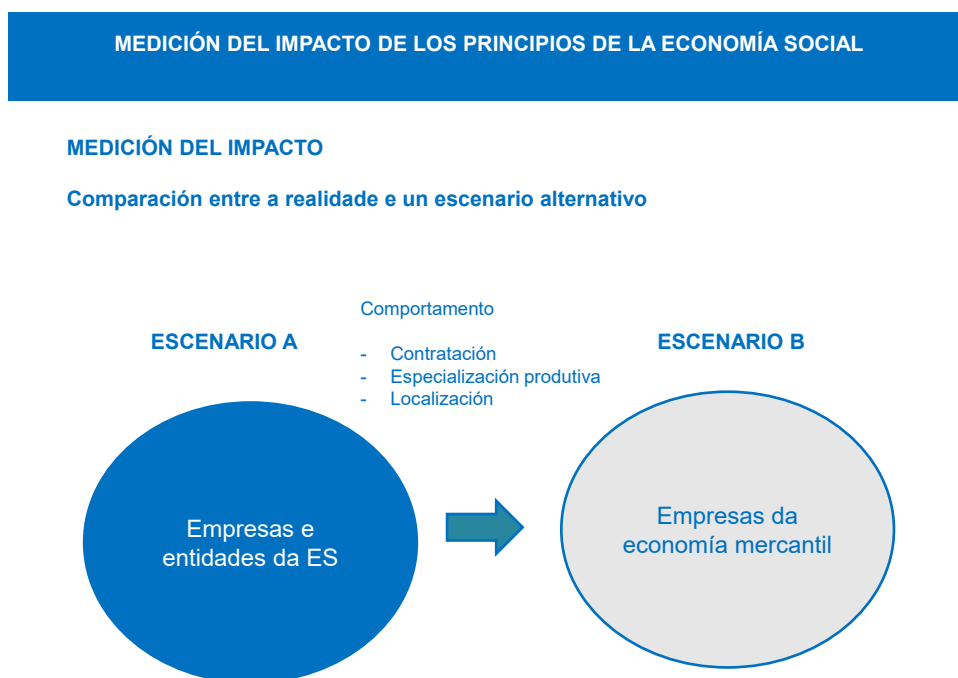 MEDICIÓN DEL IMPACTO DE LOS PRINCIPIOS DE LA ECONOMÍA SOCIAL
MEDICIÓN DEL IMPACTO
Comparación entre a realidade e un escenario alternativo
Comportamento
ESCENARIO A
- Contratación
- Especialización produtiva
- Localización
ESCENARIO B
Empresas e
entidades da ES
Empresas da
economía mercantil